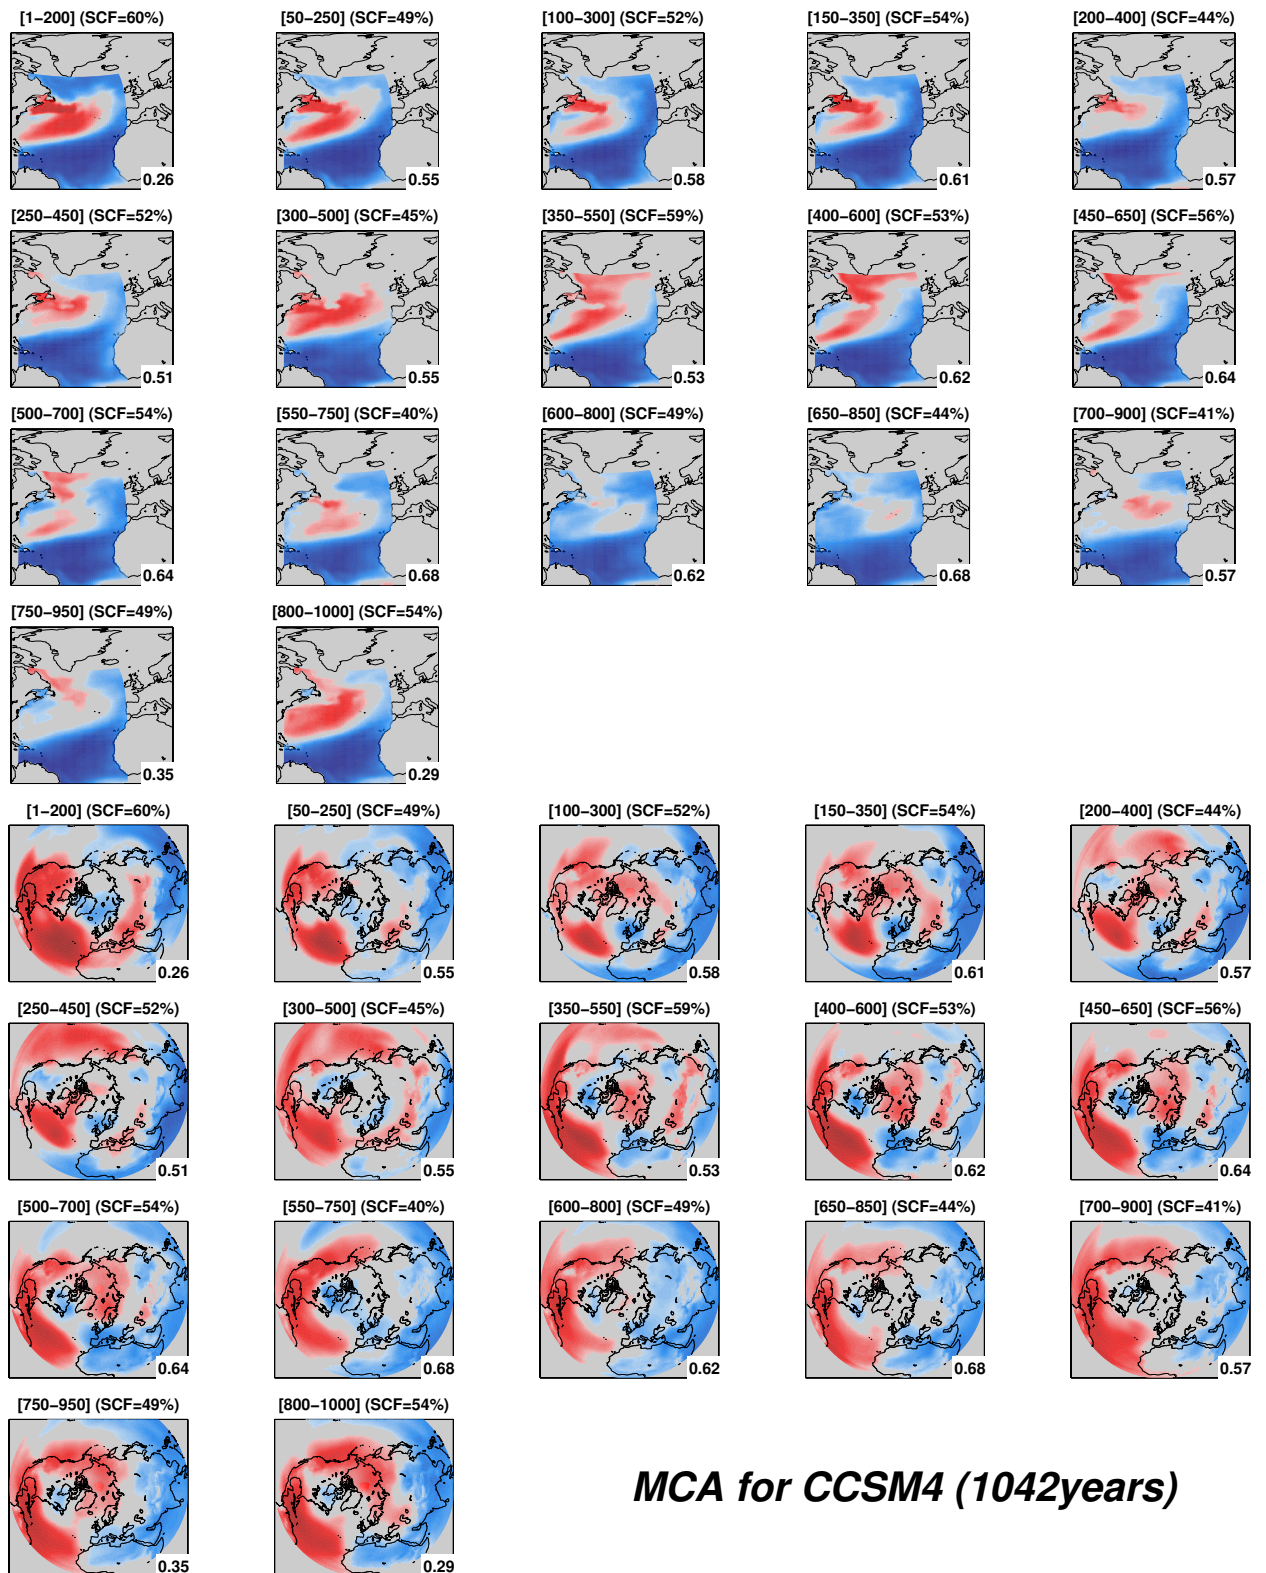 [1−200] (SCF=60%) [50−250] (SCF=49%) [100−300] (SCF=52%) [150−350] (SCF=54%) [200−400] (SCF=44%)
0.26 0.55 0.58 0.61 0.57
[250−450] (SCF=52%) [300−500] (SCF=45%) [350−550] (SCF=59%) [400−600] (SCF=53%) [450−650] (SCF=56%)
0.51 0.55 0.53 0.62 0.64
[500−700] (SCF=54%) [550−750] (SCF=40%) [600−800] (SCF=49%) [650−850] (SCF=44%) [700−900] (SCF=41%)
0.64 0.68 0.62 0.68 0.57
[750−950] (SCF=49%) [800−1000] (SCF=54%)
0.35 0.29
[1−200] (SCF=60%) [50−250] (SCF=49%) [100−300] (SCF=52%) [150−350] (SCF=54%) [200−400] (SCF=44%)
0.26 0.55 0.58 0.61 0.57
[250−450] (SCF=52%) [300−500] (SCF=45%) [350−550] (SCF=59%) [400−600] (SCF=53%) [450−650] (SCF=56%)
0.51 0.55 0.53 0.62 0.64
[500−700] (SCF=54%) [550−750] (SCF=40%) [600−800] (SCF=49%) [650−850] (SCF=44%) [700−900] (SCF=41%)
0.64 0.68 0.62 0.68 0.57
[750−950] (SCF=49%) [800−1000] (SCF=54%)
MCA for CCSM4 (1042years)
0.35 0.29